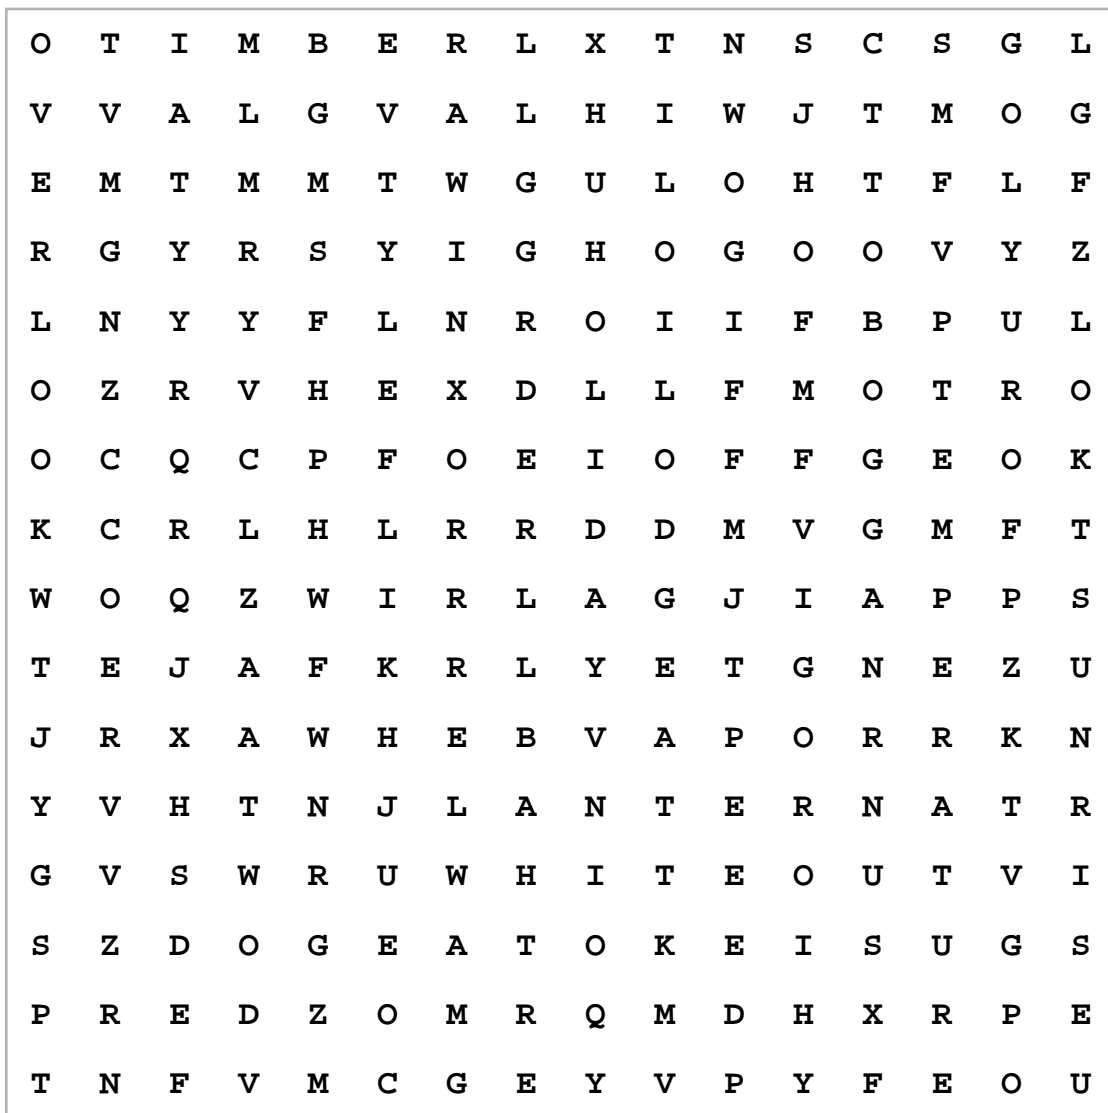 O T I M B E R L X T N S C S G L
V V A L G V A L H I W J T M O G
E M T M M T W G U L O H T F L F
R G Y R S Y I G H O G O O V Y Z
L N Y Y F L N R O I I F B P U L
O Z R V H E X D L L F M O T R O
O C Q C P F O E I O F F G E O K
K C R L H L R R D D M V G M F T
W O Q Z W I R L A G J I A P P S
T E J A F K R L Y E T G N E Z U
J R X A W H E B V A P O R R K N
Y V H T N J L A N T E R N A T R
G V S W R U W H I T E O U T V I
S Z D O G E A T O K E I S U G S
P R E D Z O M R Q M D H X R P E
T N F V M C G E Y V P Y F E O U